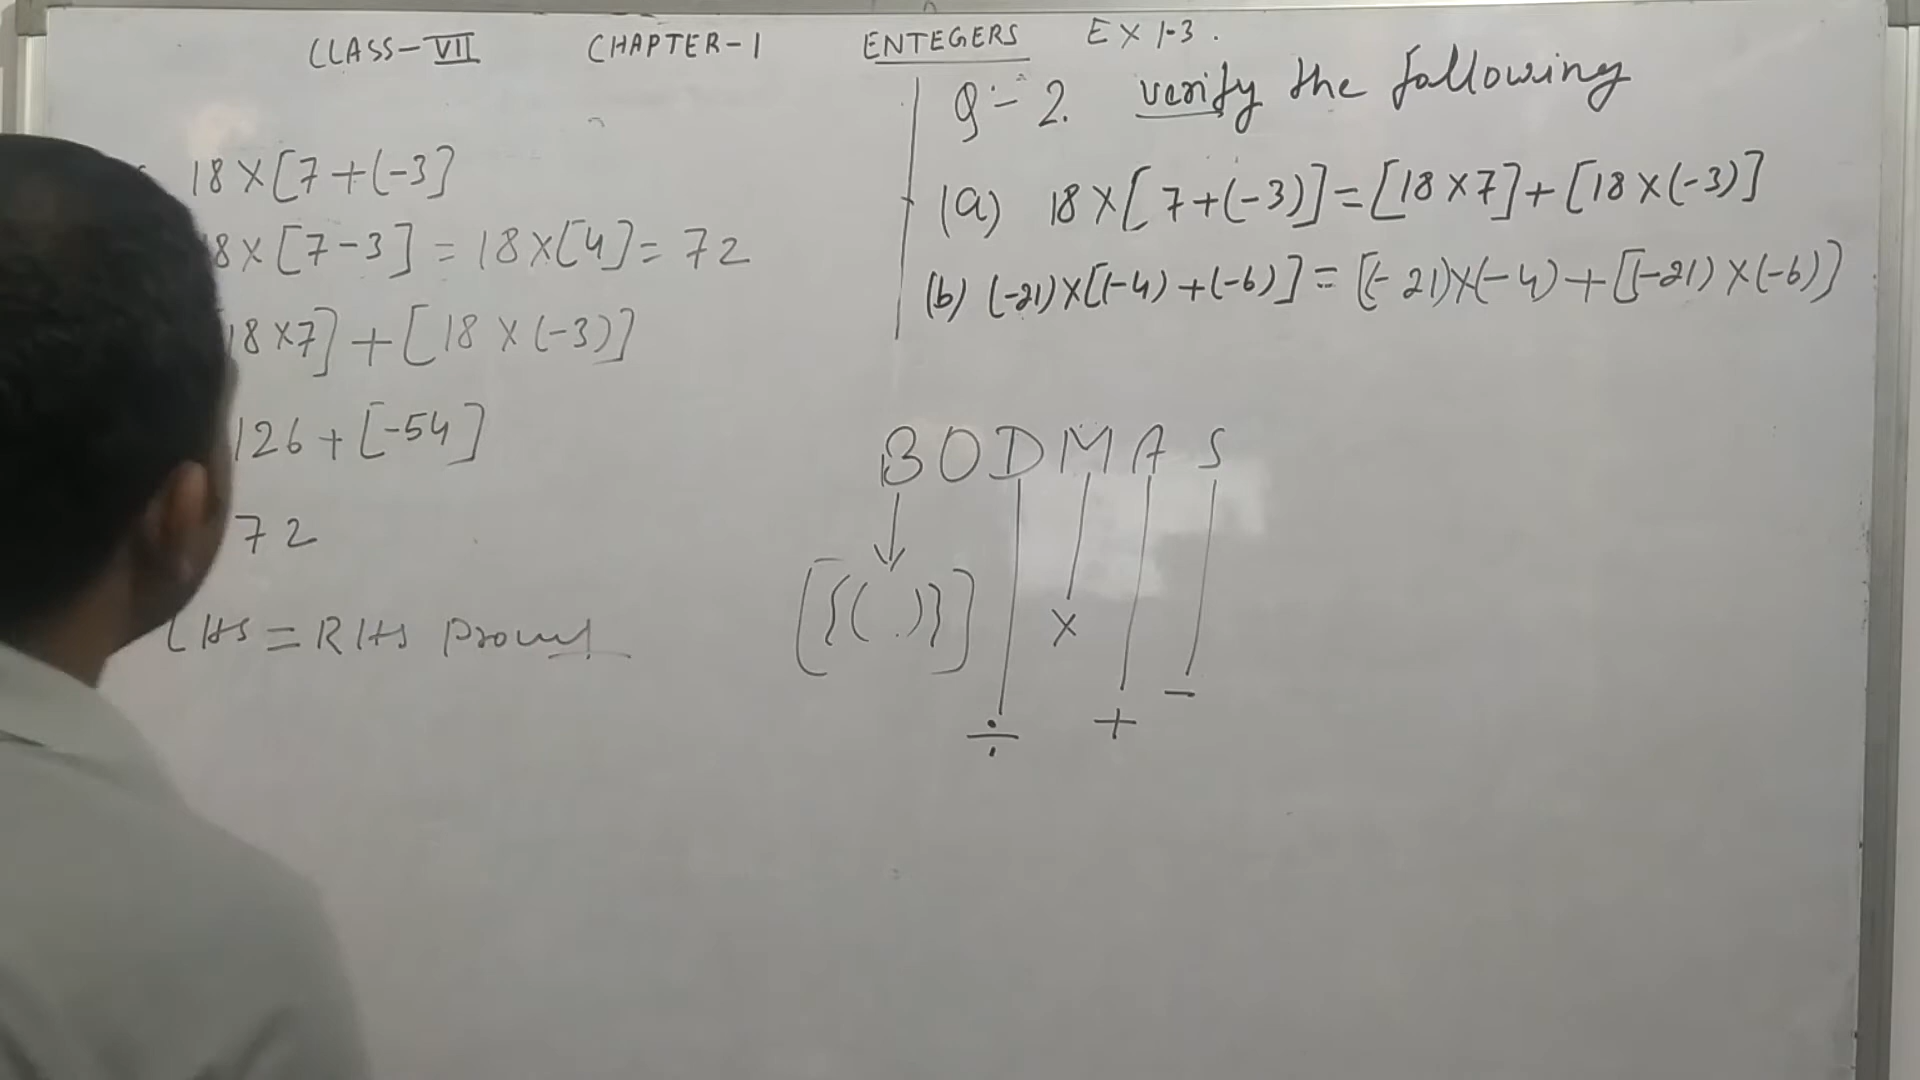 CLASS-VII CHAPTER-1 ENTEGERS EX 1.3.
18×[7+(-3]
8×[7-3] = 18×[4] = 72
18×7]+[18×(-3)]
126+[-54]
72
LHS = RHS
Q:- 2. verify the following
(a) 18×[7+(-3)]=[18×7]+[18×(-3)]
(b) (-21)×[(-4)+(-6)] = [(-21)×(-4)+[(-21)×(-6)]
BODMAS
[{(.)}] ×
÷ + -